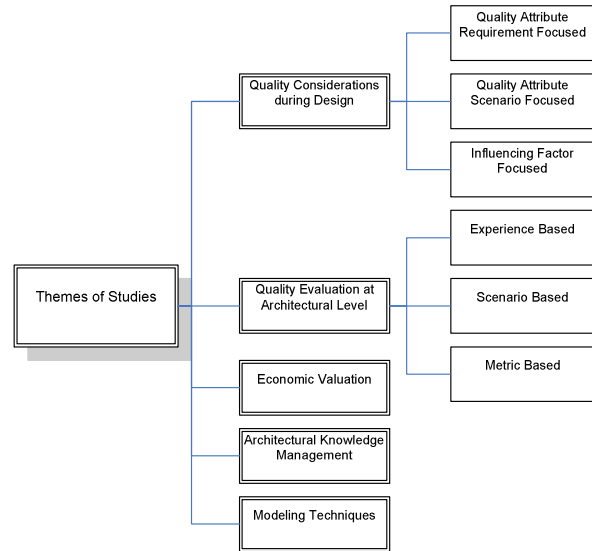 Themes of Studies
Quality Considerations
during Design
Quality Attribute
Requirement Focused
Quality Attribute
Scenario Focused
Influencing Factor
Focused
Quality Evaluation at
Architectural Level
Experience Based
Scenario Based
Metric Based
Economic Valuation
Architectural Knowledge
Management
Modeling Techniques